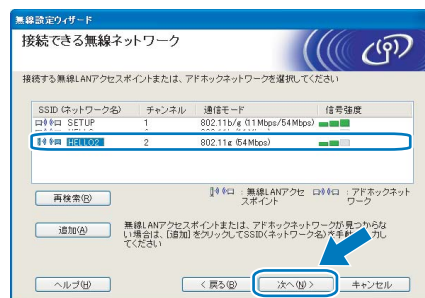 無線設定ウィザード
接続できる無線ネットワーク
接続する無線LANアクセスポイントまたは、アドホックネットワークを選択してください
SSID(ネットワーク名) チャンネル 通信モード 信号強度
SETUP 1 802.11b/g (11Mbps/54Mbps)
HELLO2 2 802.11g (54Mbps)
再検索(R)
:無線LANアクセスポイント :アドホックネットワーク
追加(A)
無線LANアクセスポイントまたは、アドホックネットワークが見つからな
い場合は、[追加]をクリックしてSSID(ネットワーク名)を手動 力し
てください
ヘルプ(H) < 戻る(B) 次へ(N) > キャンセル